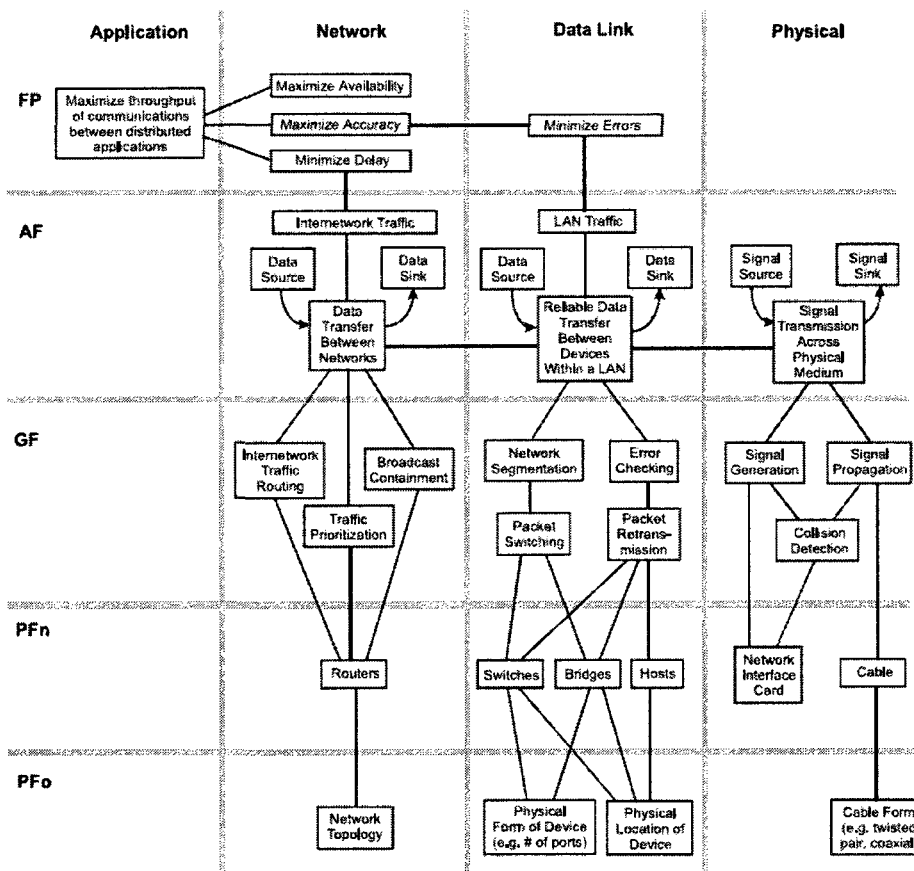 Application
Network
Data Link
Physical
FP
Maximize throughput
of communications
between distributed
applications
Maximize Availability
Maximize Accuracy
Minimize Delay
Minimize Errors
AF
Internetwork Traffic
LAN Traffic
Data
Source
Data
Sink
Data
Source
Data
Sink
Signal
Source
Signal
Sink
Data
Transfer
Between
Networks
Reliable Data
Transfer
Between
Devices
Within a LAN
Signal
Transmission
Across
Physical
Medium
GF
Internetwork
Traffic
Routing
Broadcast
Containment
Traffic
Prioritization
Network
Segmentation
Error
Checking
Packet
Switching
Packet
Retrans-
mission
Signal
Generation
Signal
Propagation
Collision
Detection
PFn
Routers
Switches
Bridges
Hosts
Network
Interface
Card
Cable
PFo
Network
Topology
Physical
Form of Device
(e.g. # of ports)
Physical
Location of
Device
Cable Form
(e.g. twisted
pair, coaxial